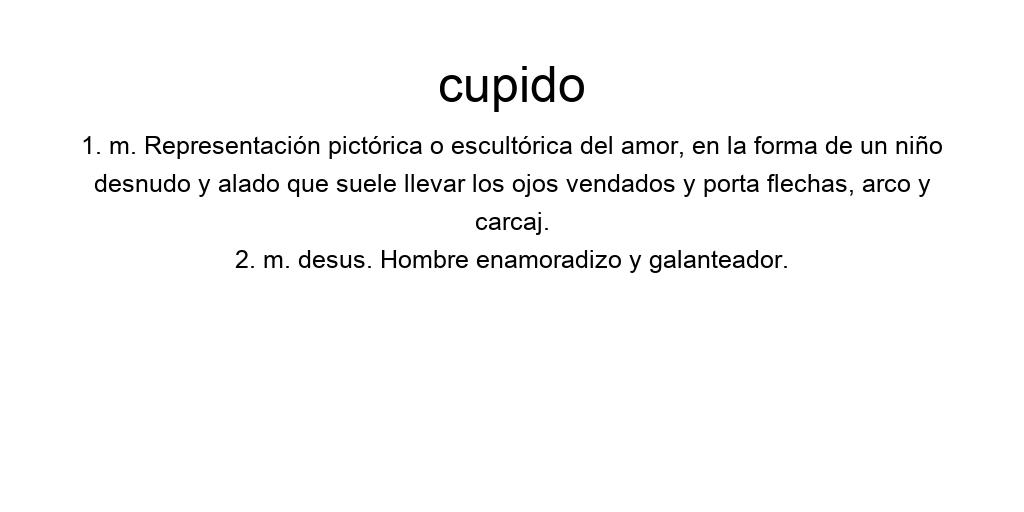 cupido
1. m. Representación pictórica o escultórica del amor, en la forma de un niño
desnudo y alado que suele llevar los ojos vendados y porta flechas, arco y
carcaj.
2. m. desus. Hombre enamoradizo y galanteador.